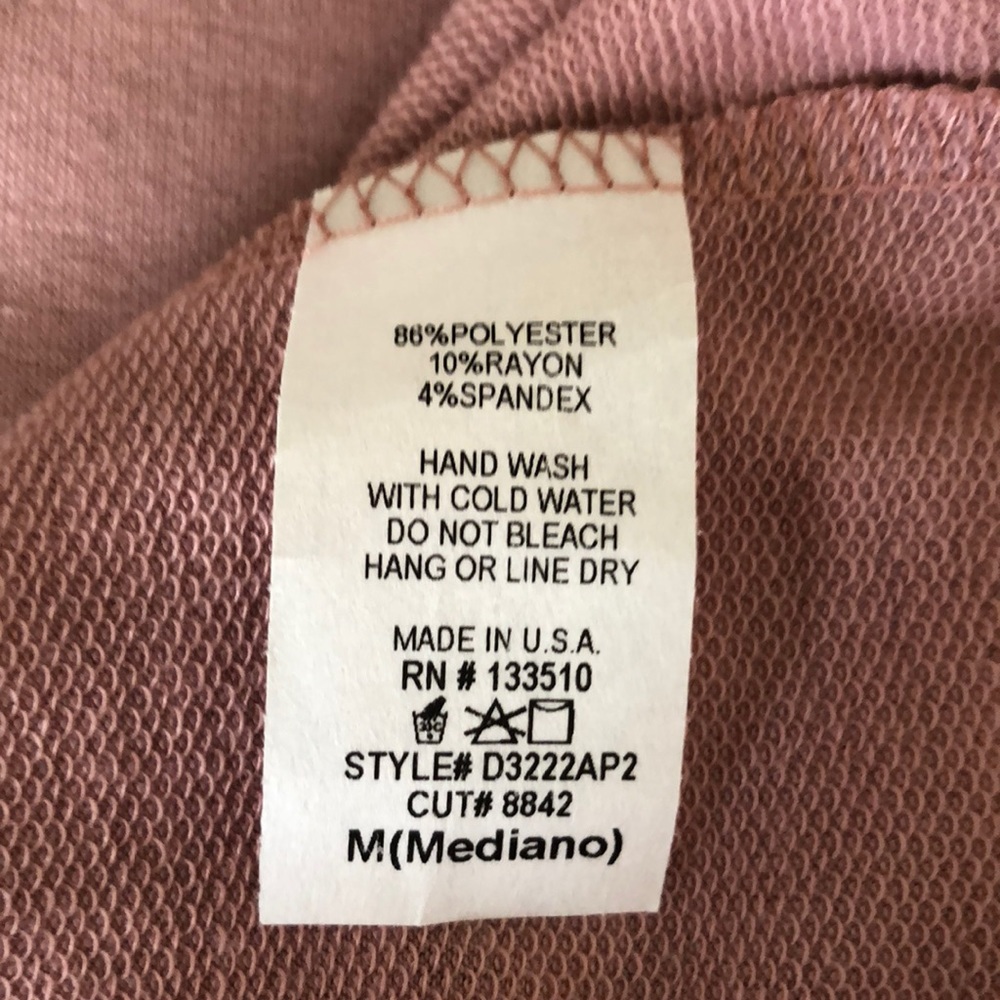 86%POLYESTER
10%RAYON
4%SPANDEX
HAND WASH
WITH COLD WATER
DO NOT BLEACH
HANG OR LINE DRY
MADE IN U.S.A.
RN # 133510
STYLE# D3222AP2
CUT# 8842
M(Mediano)